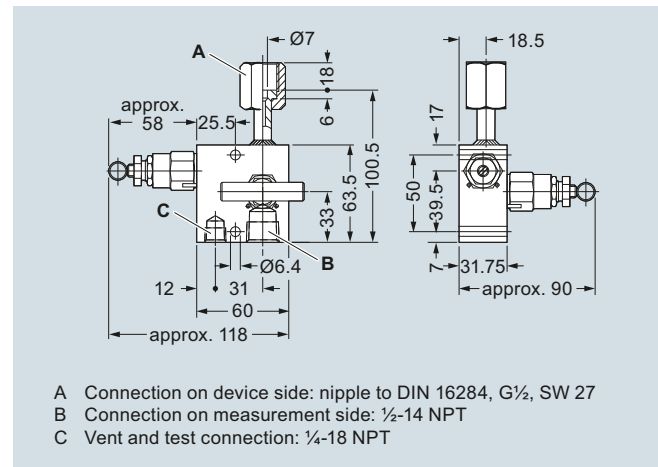 Ø7
A
18
18.5
approx.
58
25.5
6
17
100.5
63.5
50
39.5
33
C
B
Ø6.4
12
31
7
31.75
60
approx. 90
approx. 118
A Connection on device side: nipple to DIN 16284, G½, SW 27
B Connection on measurement side: ½-14 NPT
C Vent and test connection: ¼-18 NPT